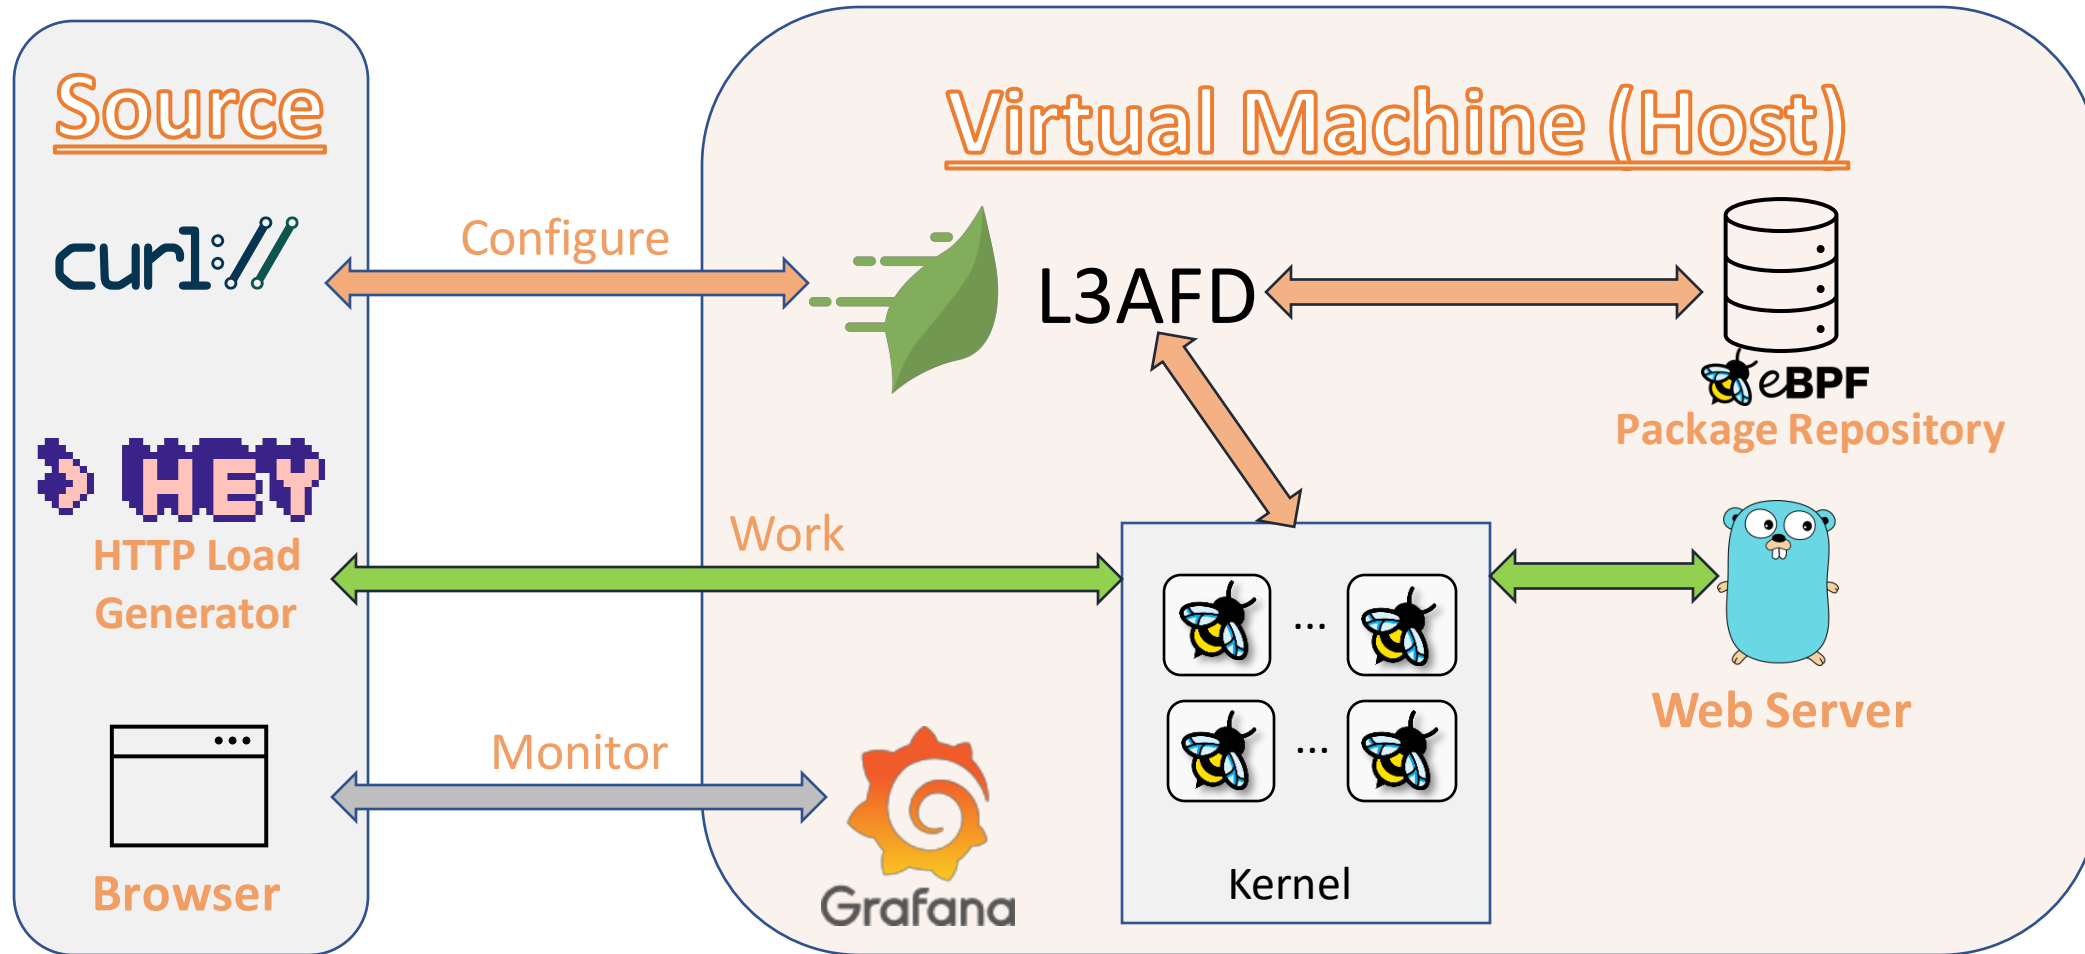 Source
Virtual Machine (Host)
curl://
Configure
L3AFD
eBPF
Package Repository
HEY
HTTP Load
Generator
Work
...
...
Web Server
Monitor
Browser
Grafana
Kernel